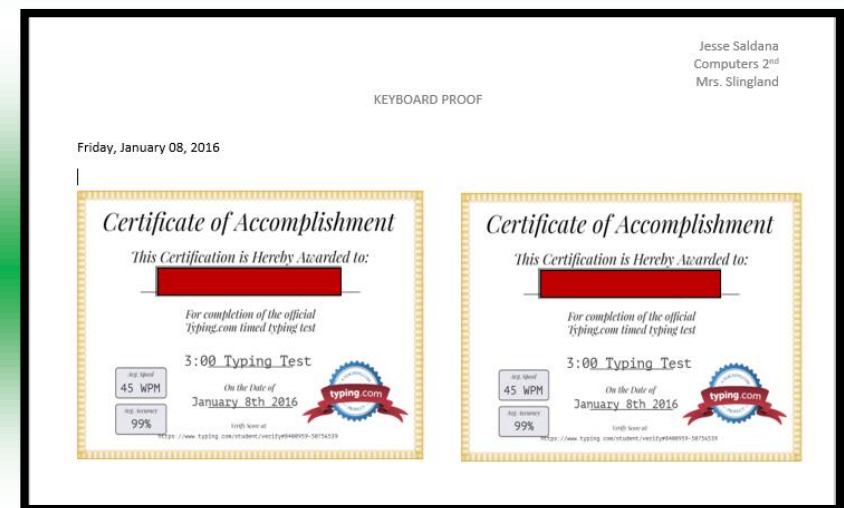 Jesse Saldana
Computers 2nd
Mrs. Slingland
KEYBOARD PROOF
Friday, January 08, 2016
Certificate of Accomplishment
This Certification is Hereby Awarded to:
For completion of the official
Typing.com timed typing test
3:00 Typing Test
Avg. Speed
45 WPM
On the Date of
January 8th 2016
Avg. Accuracy
99%
Verify Score at:
typing.com
Certificate of Accomplishment
This Certification is Hereby Awarded to:
For completion of the official
Typing.com timed typing test
3:00 Typing Test
Avg. Speed
45 WPM
On the Date of
January 8th 2016
Avg. Accuracy
99%
Verify Score at:
typing.com